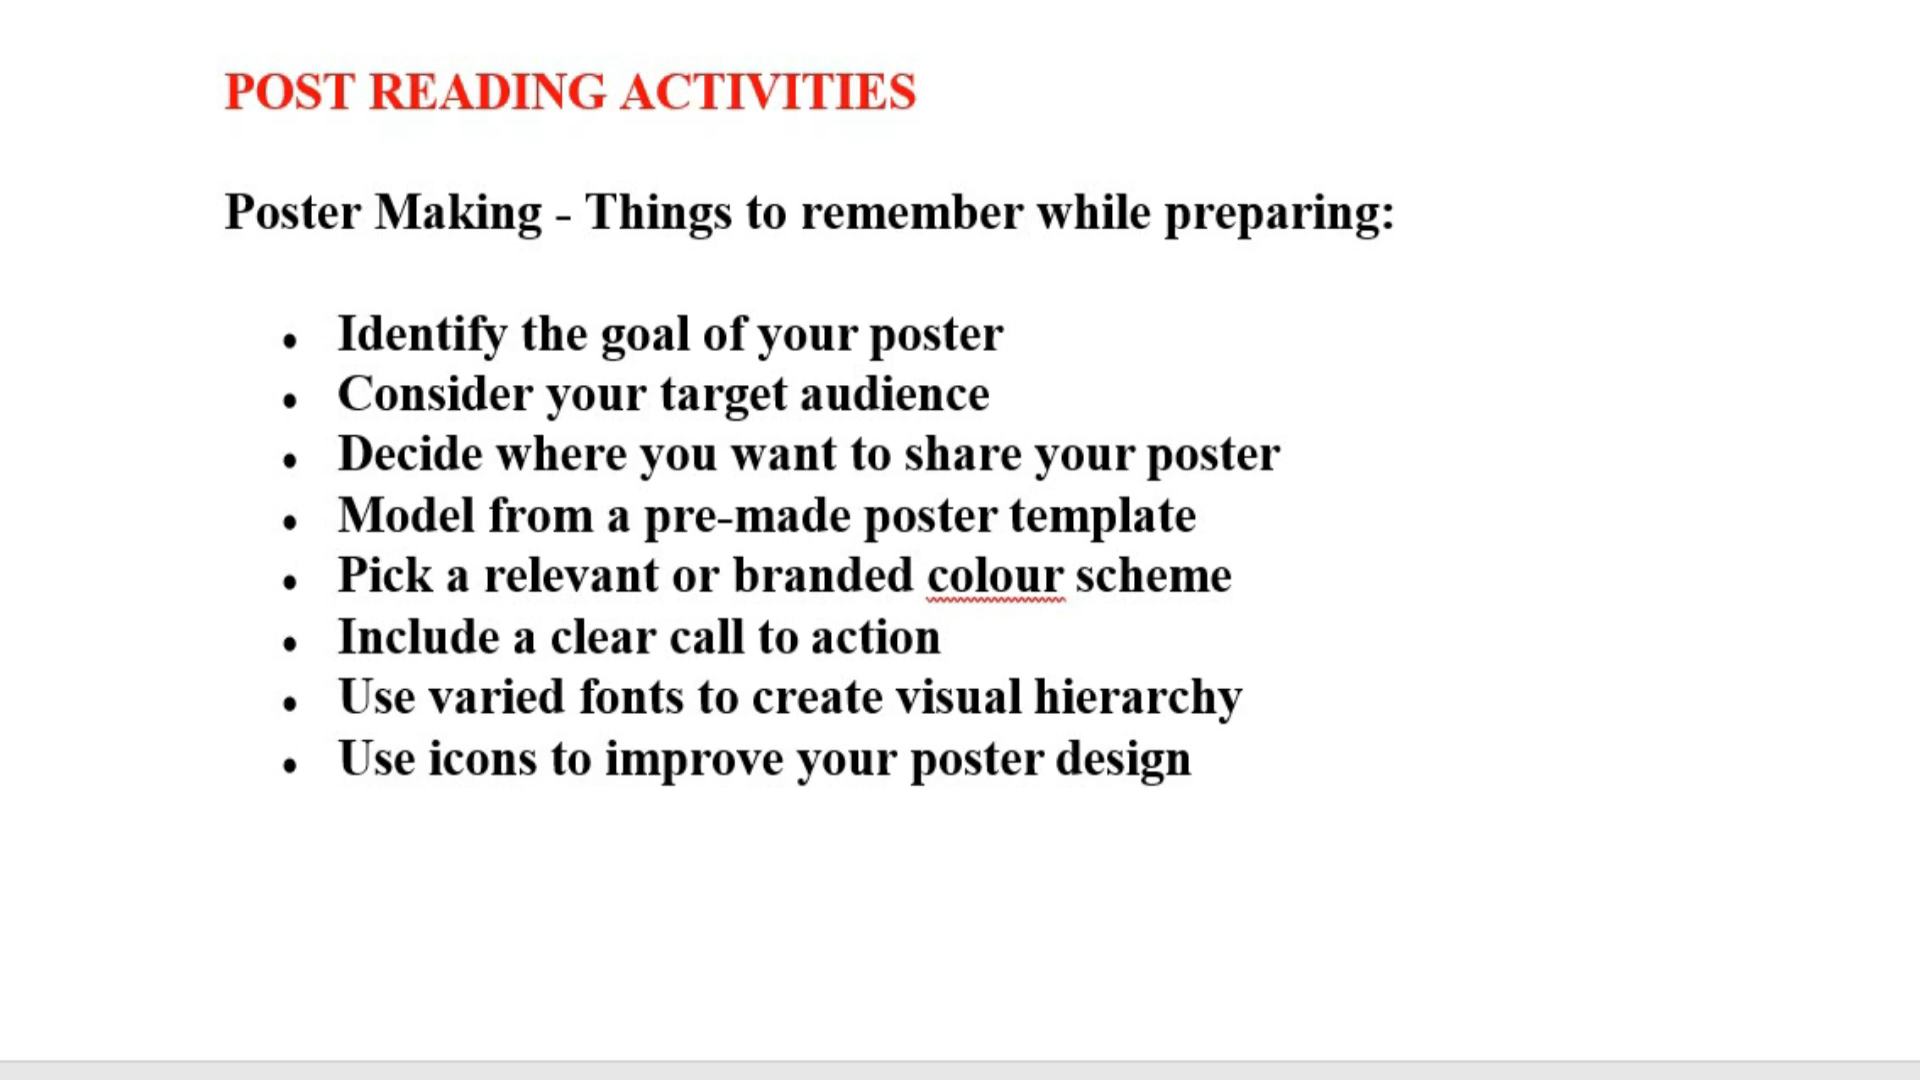 POST READING ACTIVITIES
Poster Making - Things to remember while preparing:
• Identify the goal of your poster
• Consider your target audience
• Decide where you want to share your poster
• Model from a pre-made poster template
• Pick a relevant or branded colour scheme
• Include a clear call to action
• Use varied fonts to create visual hierarchy
• Use icons to improve your poster design